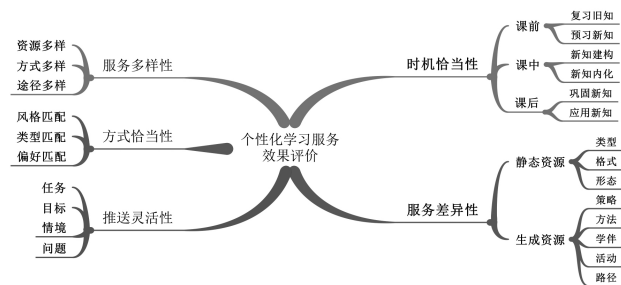 个性化学习服务
效果评价
服务多样性
资源多样
方式多样
途径多样
方式恰当性
风格匹配
类型匹配
偏好匹配
推送灵活性
任务
目标
情境
问题
时机恰当性
课前
复习旧知
预习新知
课中
新知建构
新知内化
课后
巩固新知
应用新知
服务差异性
静态资源
类型
格式
形态
生成资源
策略
方法
学伴
活动
路径